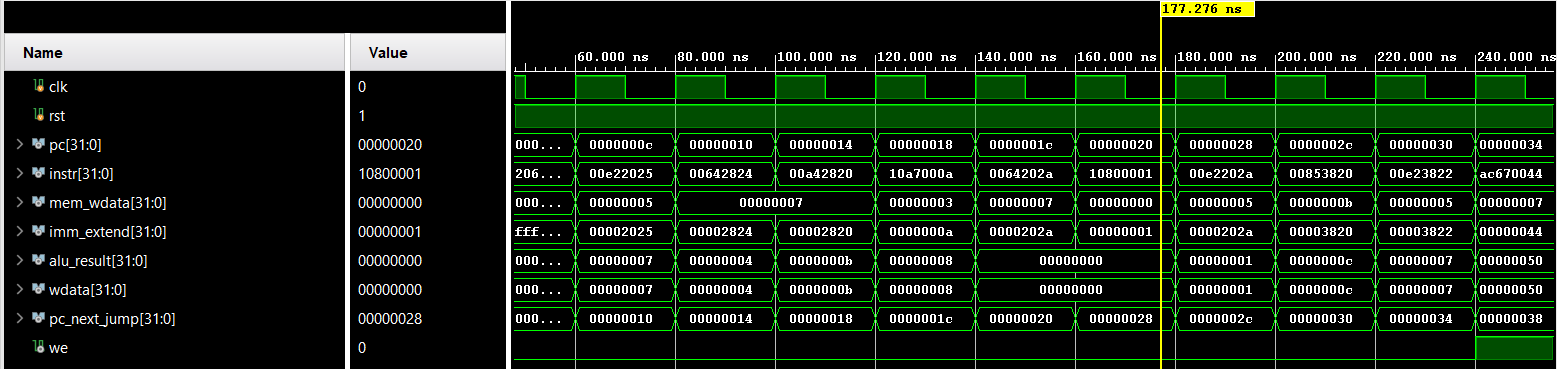 177.276 ns
Name Value
60.000 ns 80.000 ns 100.000 ns 120.000 ns 140.000 ns 160.000 ns 180.000 ns 200.000 ns 220.000 ns 240.000 ns
clk 0
rst 1
pc[31:0] 00000020 000... 0000000c 00000010 00000014 00000018 0000001c 00000020 00000028 0000002c 00000030 00000034
instr[31:0] 10800001 206... 00e22025 00642824 00a42820 10a7000a 0064202a 10800001 00e2202a 00853820 00e23822 ac670044
mem_wdata[31:0] 00000000 000... 00000005 00000007 00000003 00000007 00000000 00000005 0000000b 00000005 00000007
imm_extend[31:0] 00000001 fff... 00002025 00002824 00002820 0000000a 0000202a 00000001 0000202a 00003820 00003822 00000044
alu_result[31:0] 00000000 000... 00000007 00000004 0000000b 00000008 00000000 00000001 0000000c 00000007 00000050
wdata[31:0] 00000000 000... 00000007 00000004 0000000b 00000008 00000000 00000001 0000000c 00000007 00000050
pc_next_jump[31:0] 00000028 000... 00000010 00000014 00000018 0000001c 00000020 00000028 0000002c 00000030 00000034 00000038
we 0